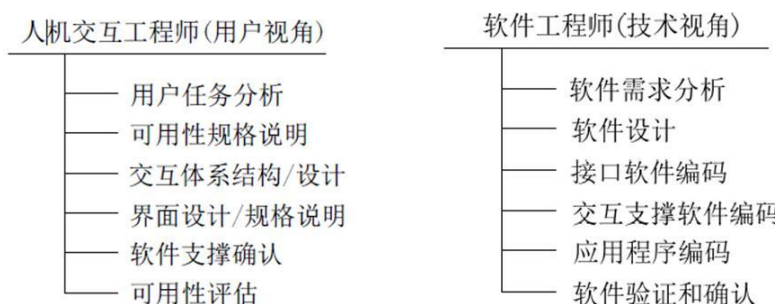 人机交互工程师(用户视角)
用户任务分析
可用性规格说明
交互体系结构/设计
界面设计/规格说明
软件支撑确认
可用性评估
软件工程师(技术视角)
软件需求分析
软件设计
接口软件编码
交互支撑软件编码
应用程序编码
软件验证和确认